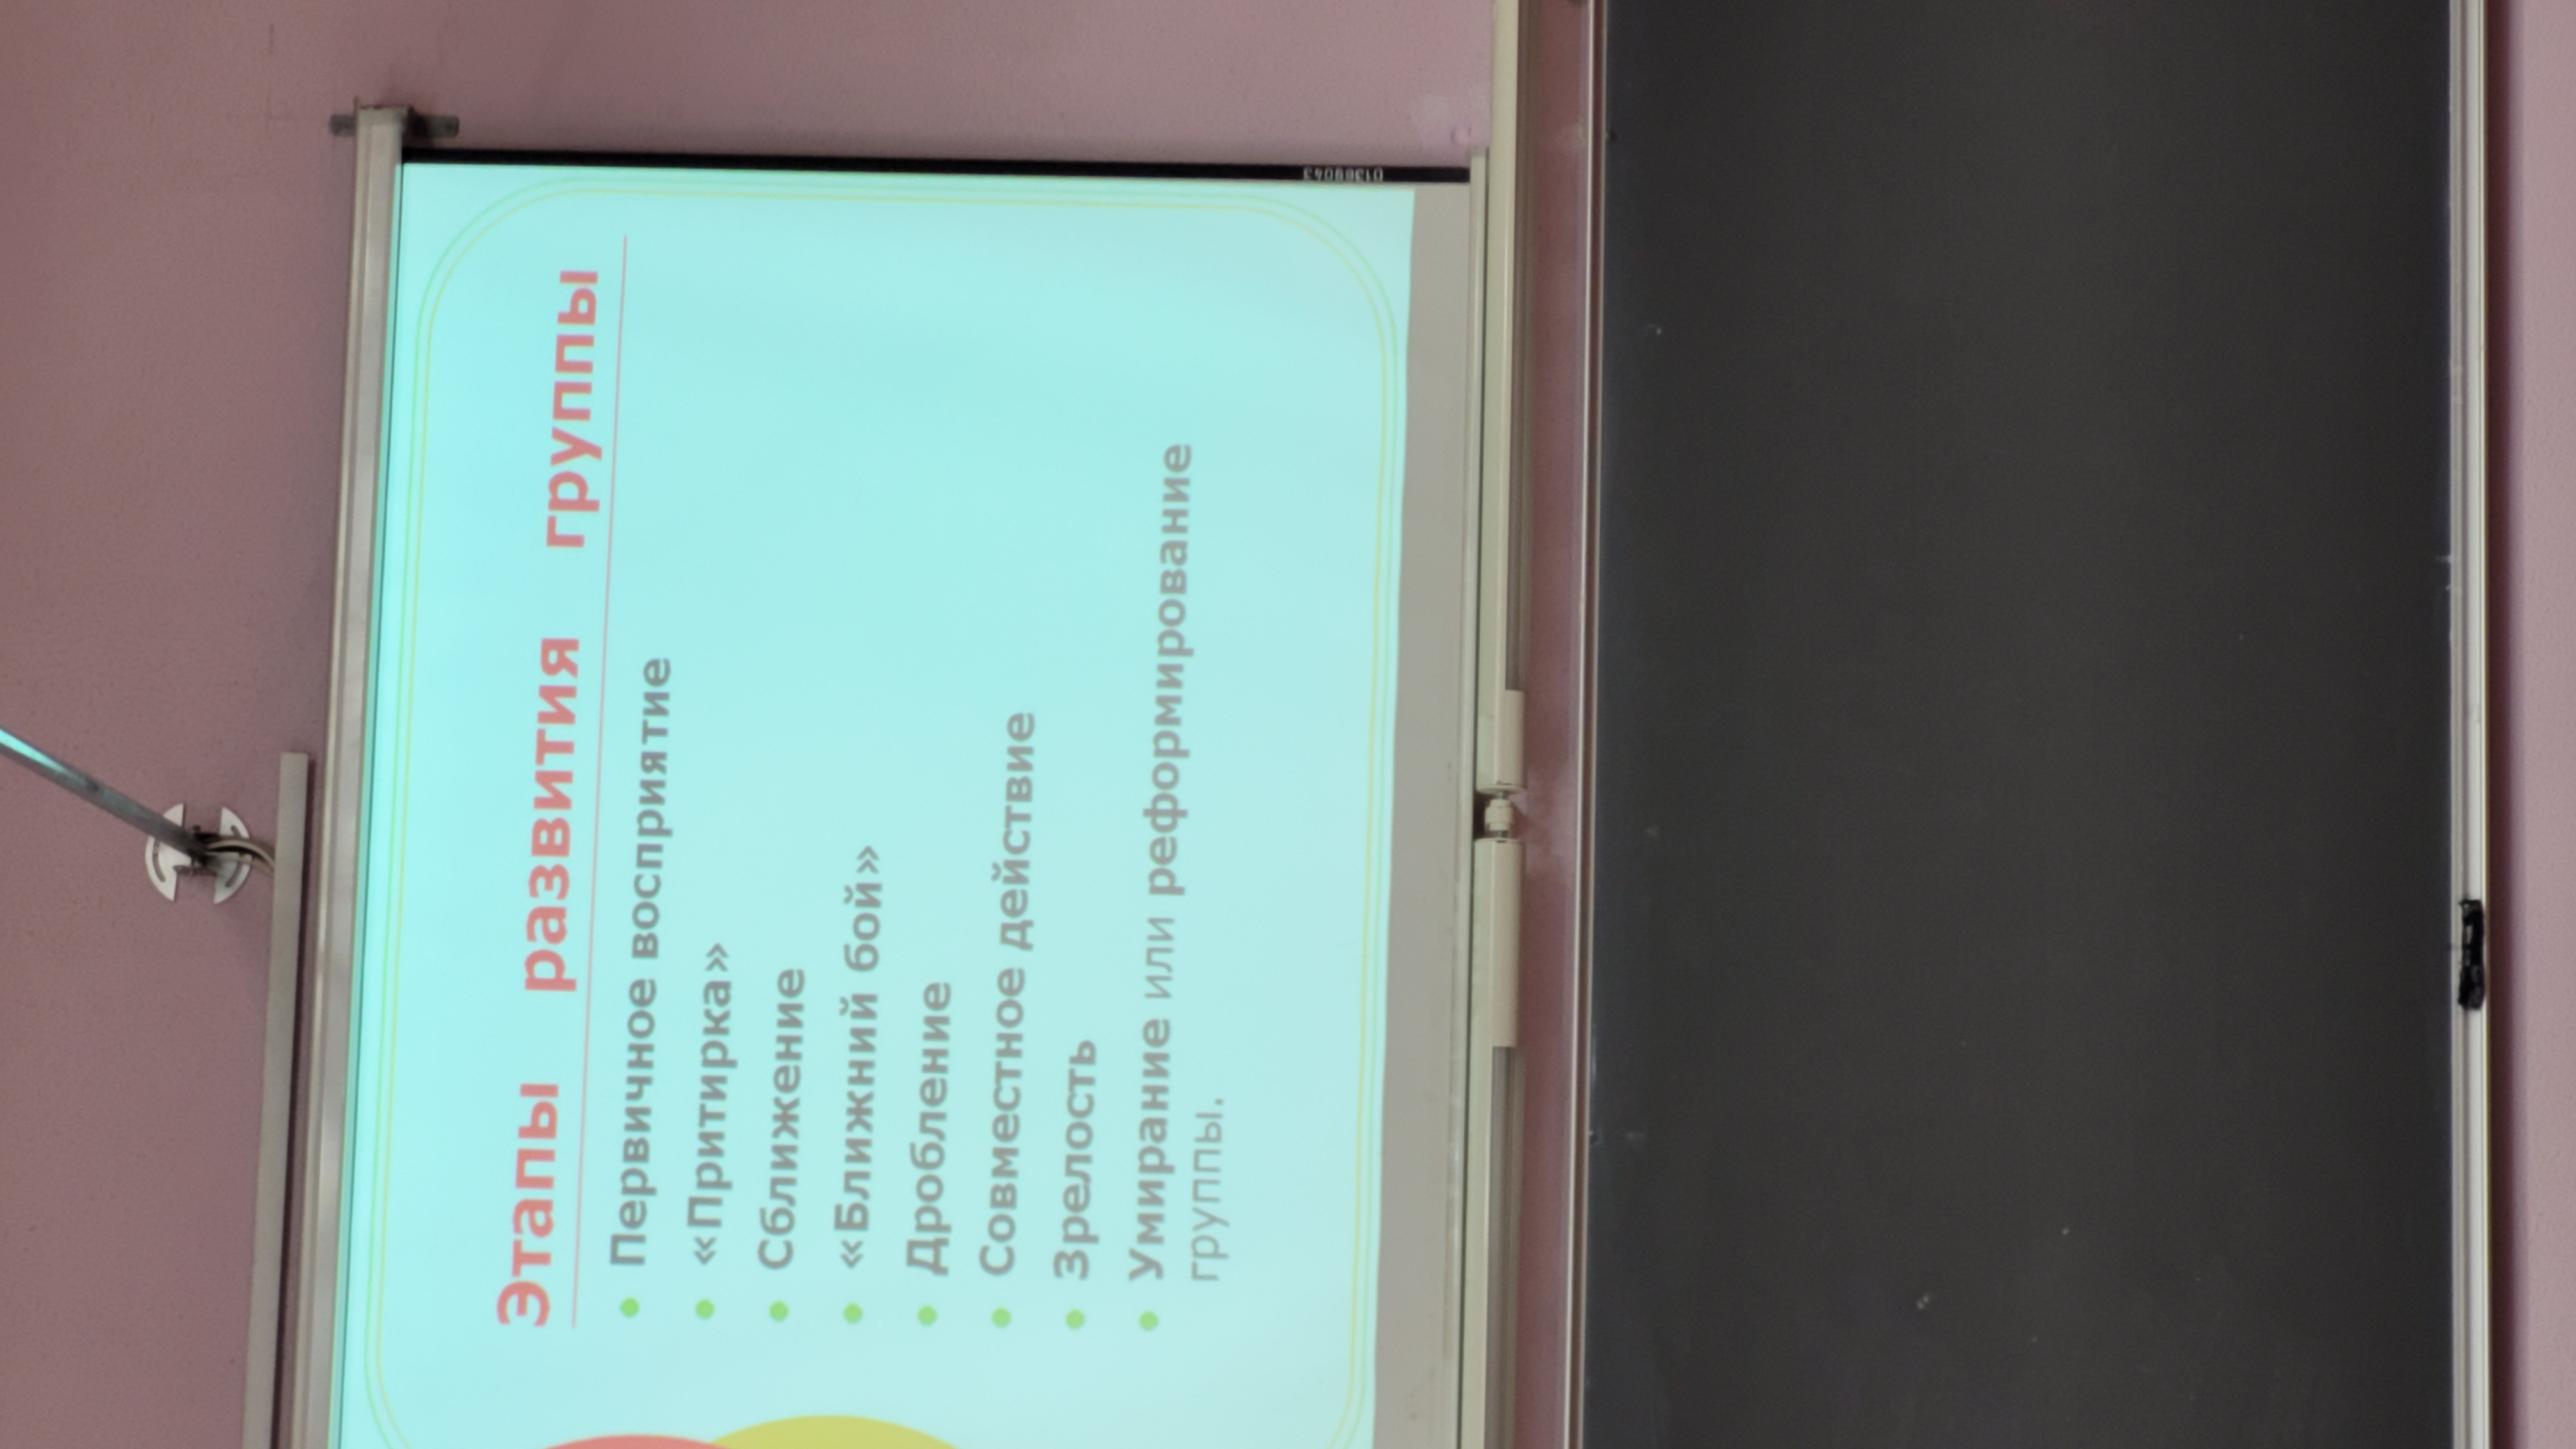 Этапы развития группы
Первичное восприятие
«Притирка»
Сближение
«Ближний бой»
Дробление
Совместное действие
Зрелость
Умирание или реформирование
группы.